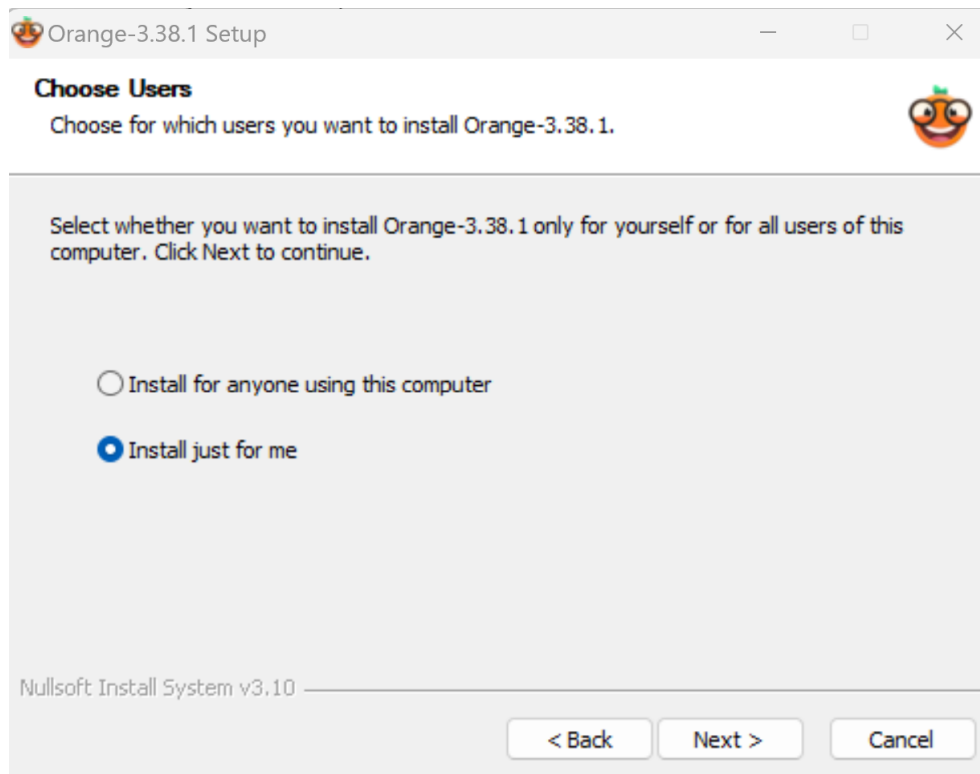 Orange-3.38.1 Setup
Choose Users
Choose for which users you want to install Orange-3.38.1.
Select whether you want to install Orange-3.38.1 only for yourself or for all users of this
computer. Click Next to continue.
Install for anyone using this computer
Install just for me
Nullsoft Install System v3.10
< Back
Next >
Cancel